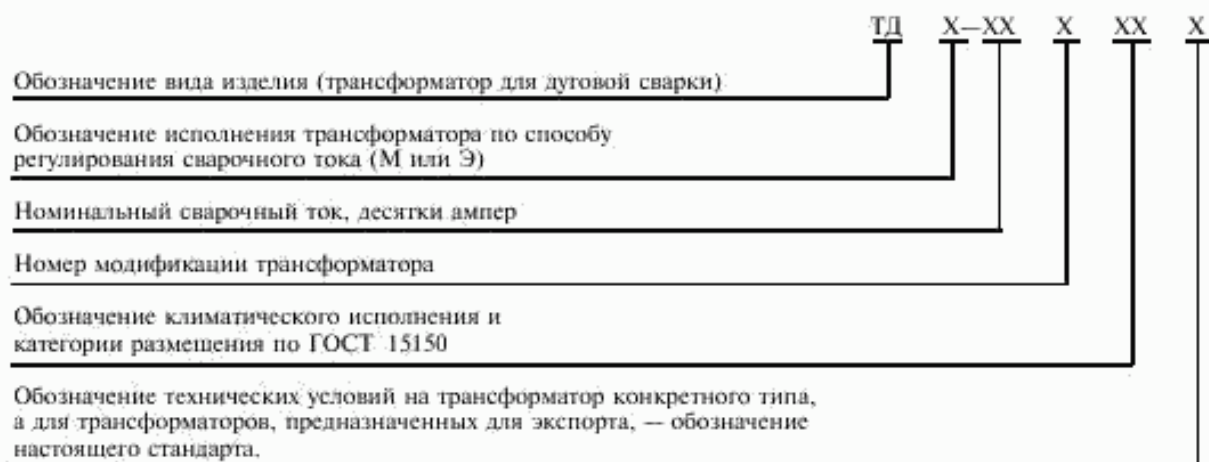 ТД Х—ХХ Х ХХ Х
Обозначение вида изделия (трансформатор для дуговой сварки)
Обозначение исполнения трансформатора по способу
регулирования сварочного тока (М или Э)
Номинальный сварочный ток, десятки ампер
Номер модификации трансформатора
Обозначение климатического исполнения и
категории размещения по ГОСТ 15150
Обозначение технических условий на трансформатор конкретного типа,
а для трансформаторов, предназначенных для экспорта, — обозначение
настоящего стандарта.